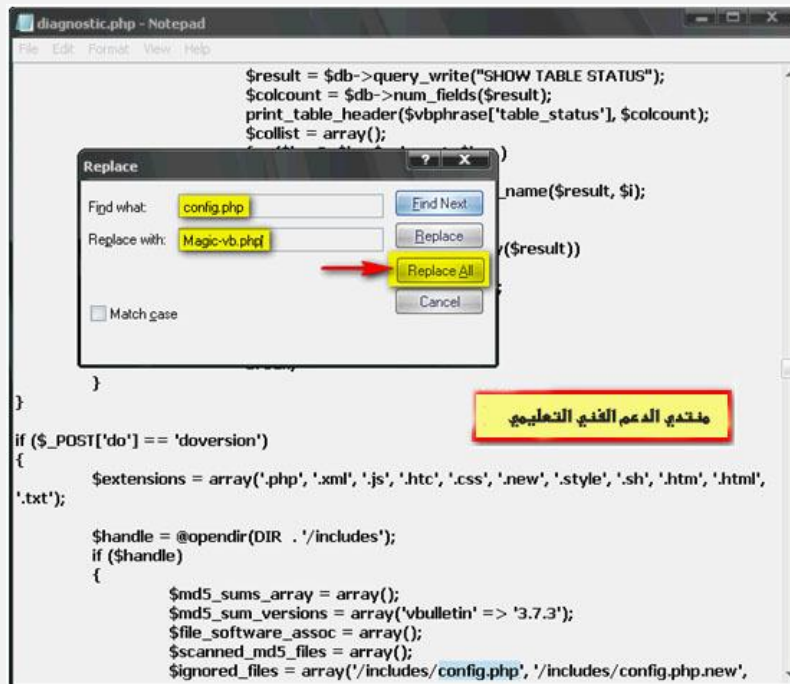 diagnostic.php - Notepad
File Edit Format View Help
$result = $db->query_write("SHOW TABLE STATUS");
$colcount = $db->num_fields($result);
print_table_header($vbphrase['table_status'], $colcount);
$collist = array();
)
Replace
? X
Find what:
config.php
Find Next
_name($result, $i);
Replace with:
Magic-vb.php
Replace
y($result))
Replace All
;
Match case
Cancel
}
}
منتدي الدعم الفني التعليمي
if ($_POST['do'] == 'doversion')
{
$extensions = array('.php', '.xml', '.js', '.htc', '.css', '.new', '.style', '.sh', '.htm', '.html',
'.txt');
$handle = @opendir(DIR . '/includes');
if ($handle)
{
$md5_sums_array = array();
$md5_sum_versions = array('vbulletin' => '3.7.3');
$file_software_assoc = array();
$scanned_md5_files = array();
$ignored_files = array('/includes/config.php', '/includes/config.php.new',